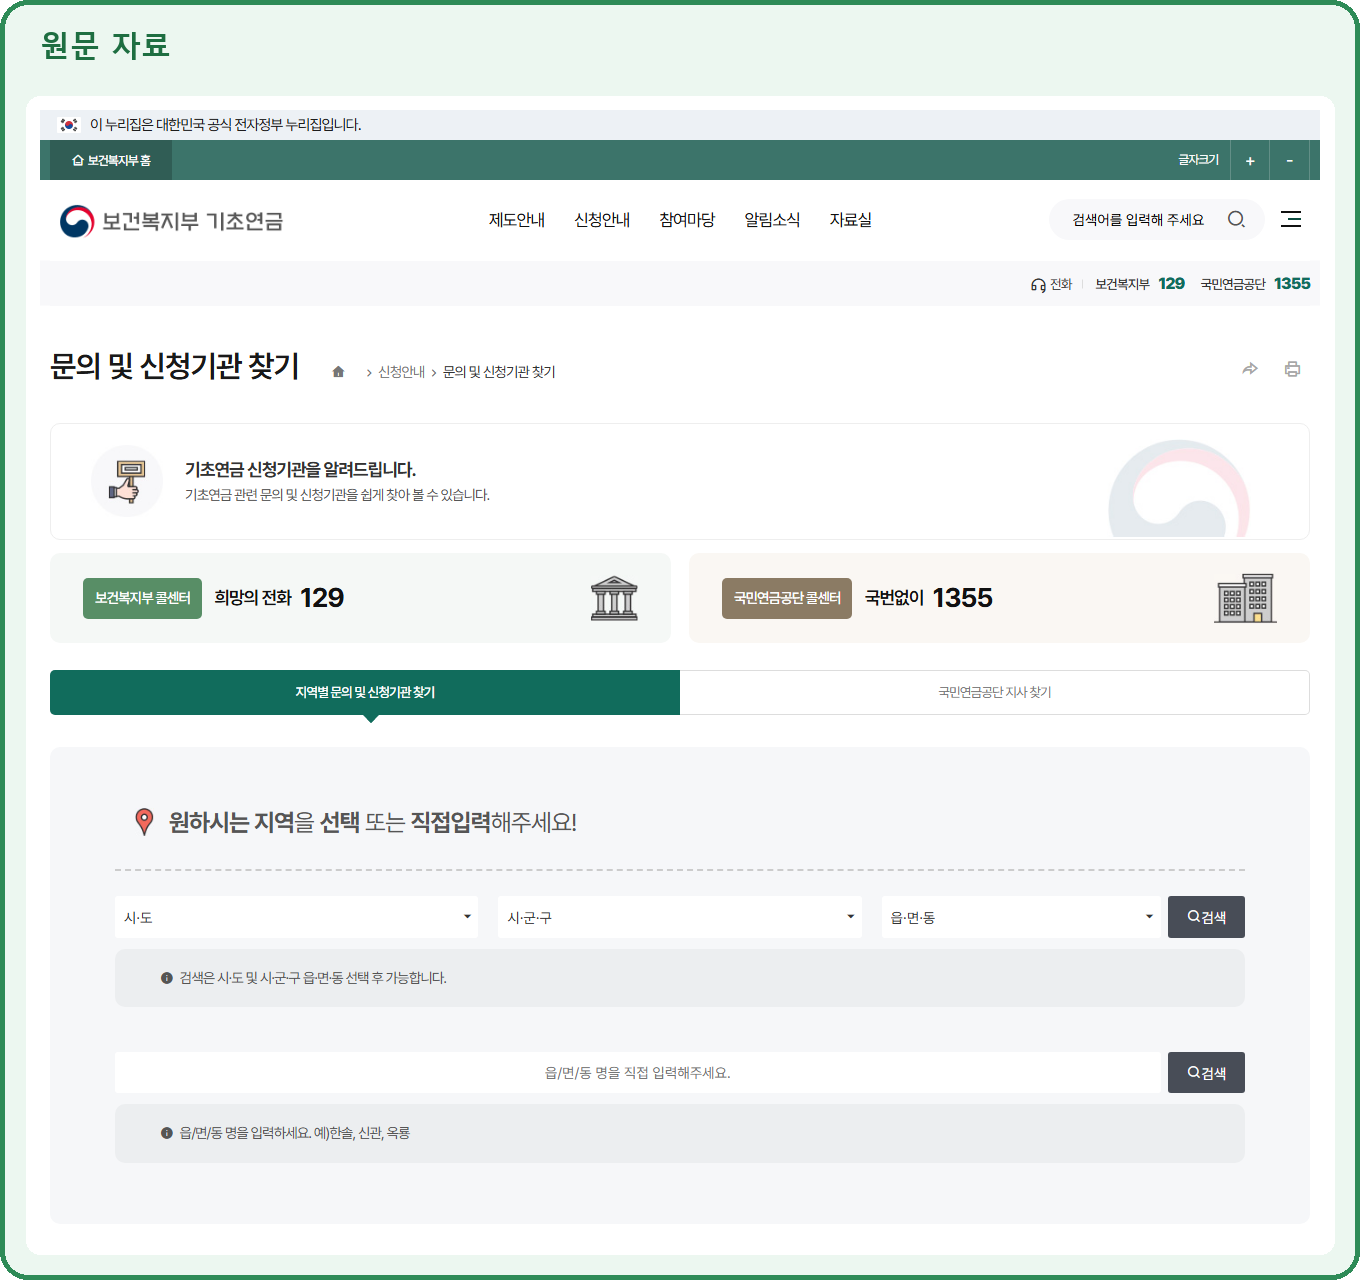 원문 자료
이 누리집은 대한민국 공식 전자정부 누리집입니다.
보건복지부 홈
글자크기 + -
보건복지부 기초연금
제도안내 신청안내 참여마당 알림소식 자료실
검색어를 입력해 주세요
전화 보건복지부 129 국민연금공단 1355
문의 및 신청기관 찾기
> 신청안내 > 문의 및 신청기관 찾기
기초연금 신청기관을 알려드립니다.
기초연금 관련 문의 및 신청기관을 쉽게 찾아 볼 수 있습니다.
보건복지부 콜센터 희망의 전화 129
국민연금공단 콜센터 국번없이 1355
지역별 문의 및 신청기관 찾기
국민연금공단 지사 찾기
원하시는 지역을 선택 또는 직접입력해주세요!
시·도 시·군·구 읍·면·동 검색
검색은 시·도 및 시·군·구 읍·면·동 선택 후 가능합니다.
읍/면/동 명을 직접 입력해주세요. 검색
읍/면/동 명을 입력하세요. 예)한솔, 신관, 옥룡